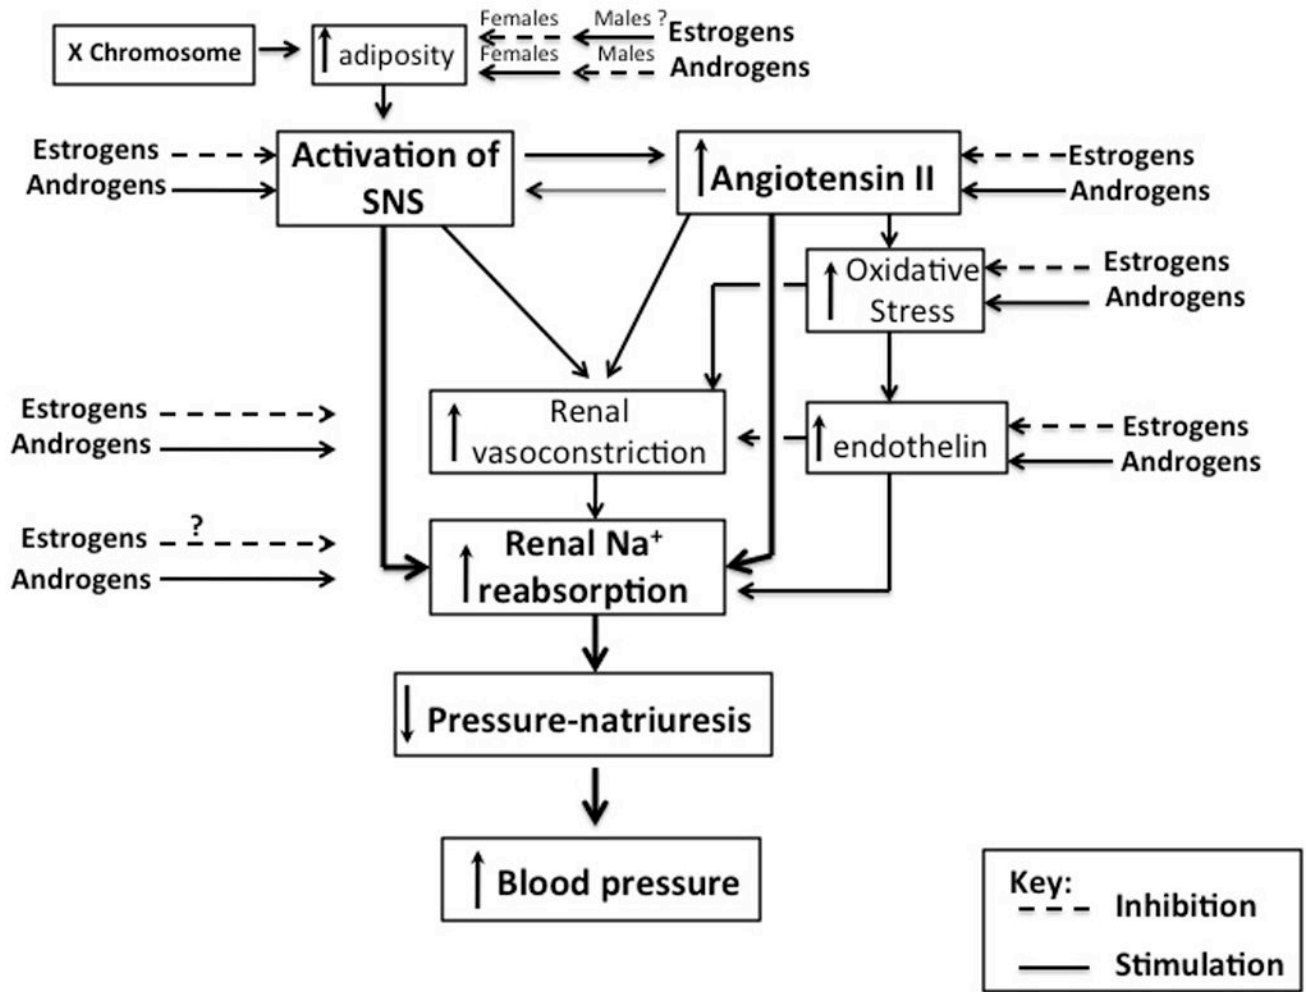 Females Males ?
Estrogens
X Chromosome
adiposity
Females Males
Androgens
Estrogens
Androgens
Activation of
SNS
Angiotensin II
Estrogens
Androgens
Oxidative
Stress
Estrogens
Androgens
Estrogens
Androgens
Renal
vasoconstriction
endothelin
Estrogens
Androgens
?
Estrogens
Androgens
Renal Na+
reabsorption
Pressure-natriuresis
Blood pressure
Key:
Inhibition
Stimulation